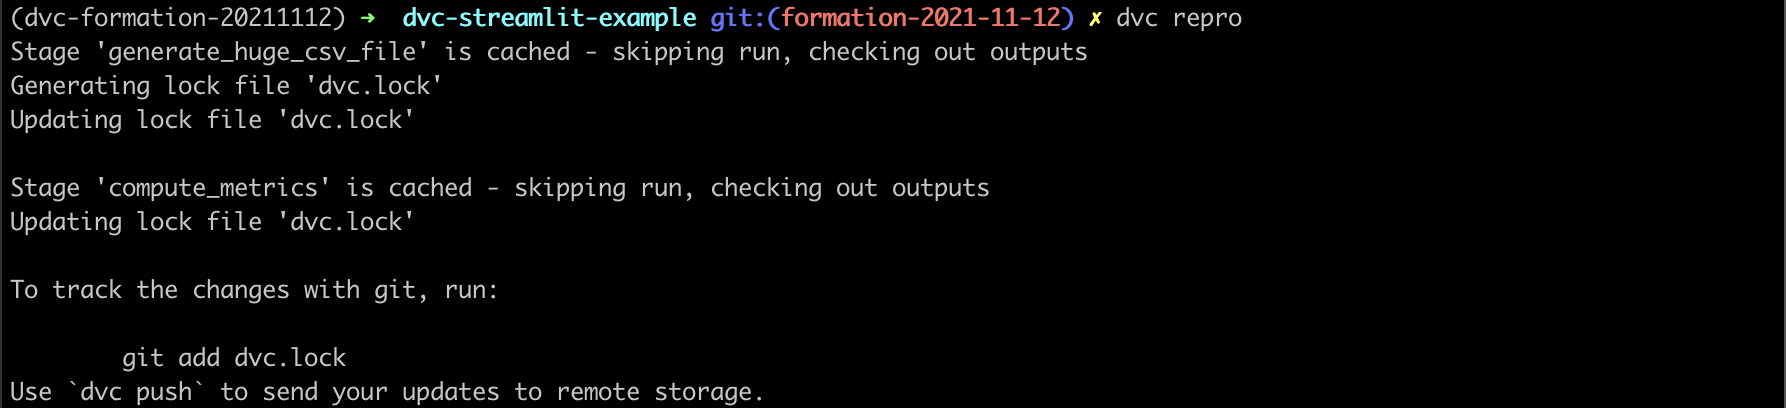 (dvc-formation-20211112) ➜  dvc-streamlit-example git:(formation-2021-11-12) ✗ dvc repro
Stage 'generate_huge_csv_file' is cached - skipping run, checking out outputs
Generating lock file 'dvc.lock'
Updating lock file 'dvc.lock'

Stage 'compute_metrics' is cached - skipping run, checking out outputs
Updating lock file 'dvc.lock'

To track the changes with git, run:

        git add dvc.lock
Use `dvc push` to send your updates to remote storage.